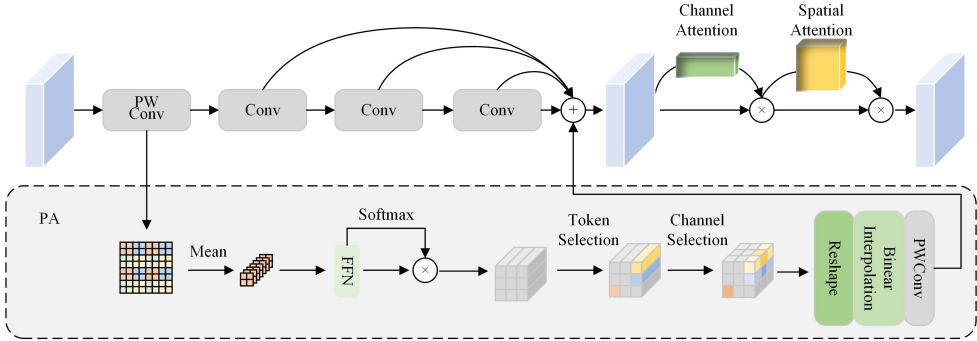 Channel
Attention
Spatial
Attention
PW
Conv
Conv
Conv
Conv
+
×
×
PA
Mean
Softmax
FFN
×
Token
Selection
Channel
Selection
Reshape
Binear
Interpolation
PWConv